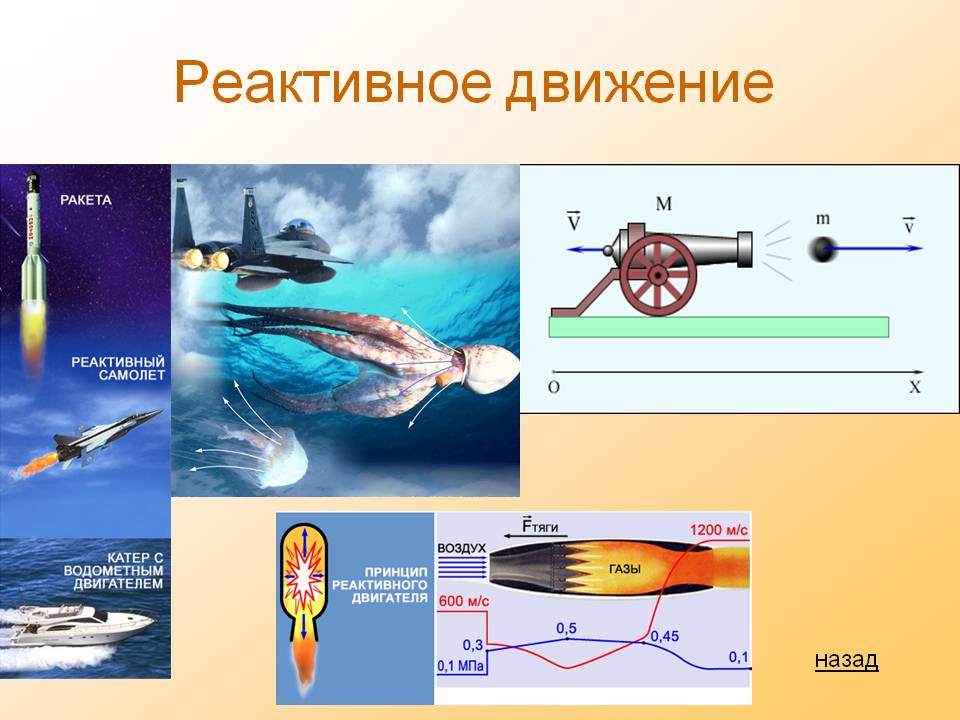 Реактивное движение
РАКЕТА
РЕАКТИВНЫЙ
САМОЛЕТ
КАТЕР С
ВОДОМЕТНЫМ
ДВИГАТЕЛЕМ
V
M
m
v
O
X
ПРИНЦИП
РЕАКТИВНОГО
ДВИГАТЕЛЯ
Fтяги
1200 м/с
ВОЗДУХ
ГАЗЫ
600 м/с
0,5
0,45
0,3
0,1 МПа
0,1
назад